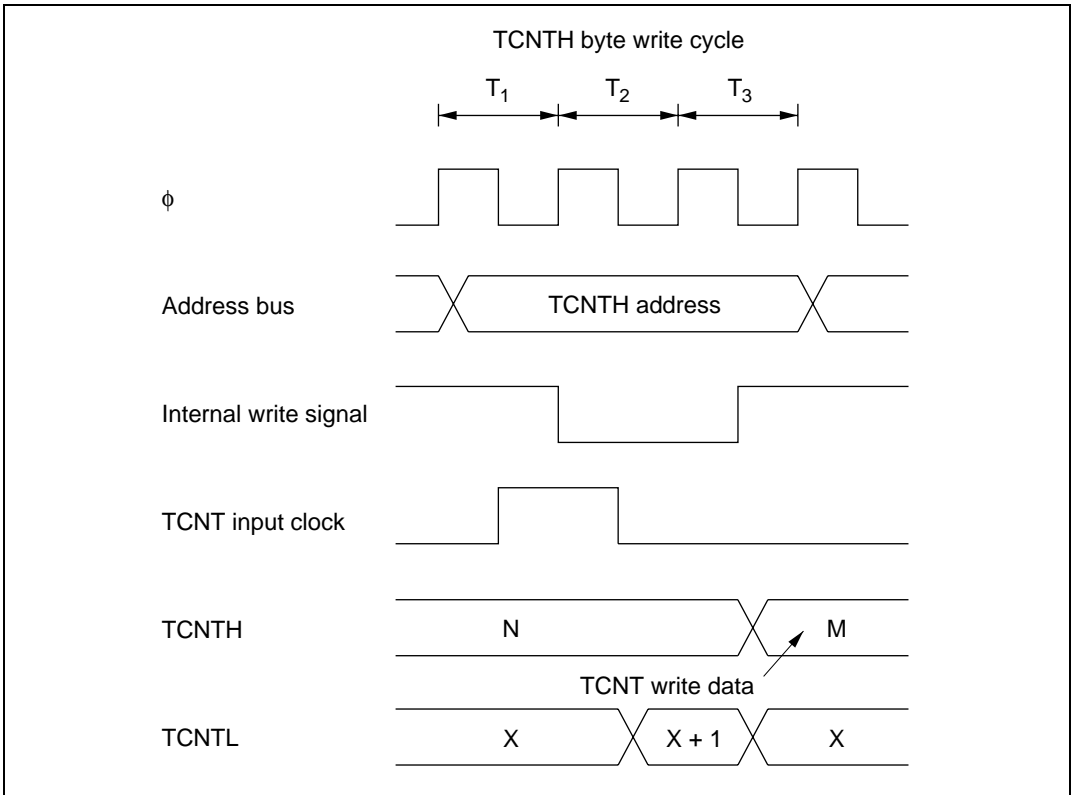 TCNTH byte write cycle
T1 T2 T3
φ
Address bus TCNTH address
Internal write signal
TCNT input clock
TCNTH N M
TCNT write data
TCNTL X X + 1 X